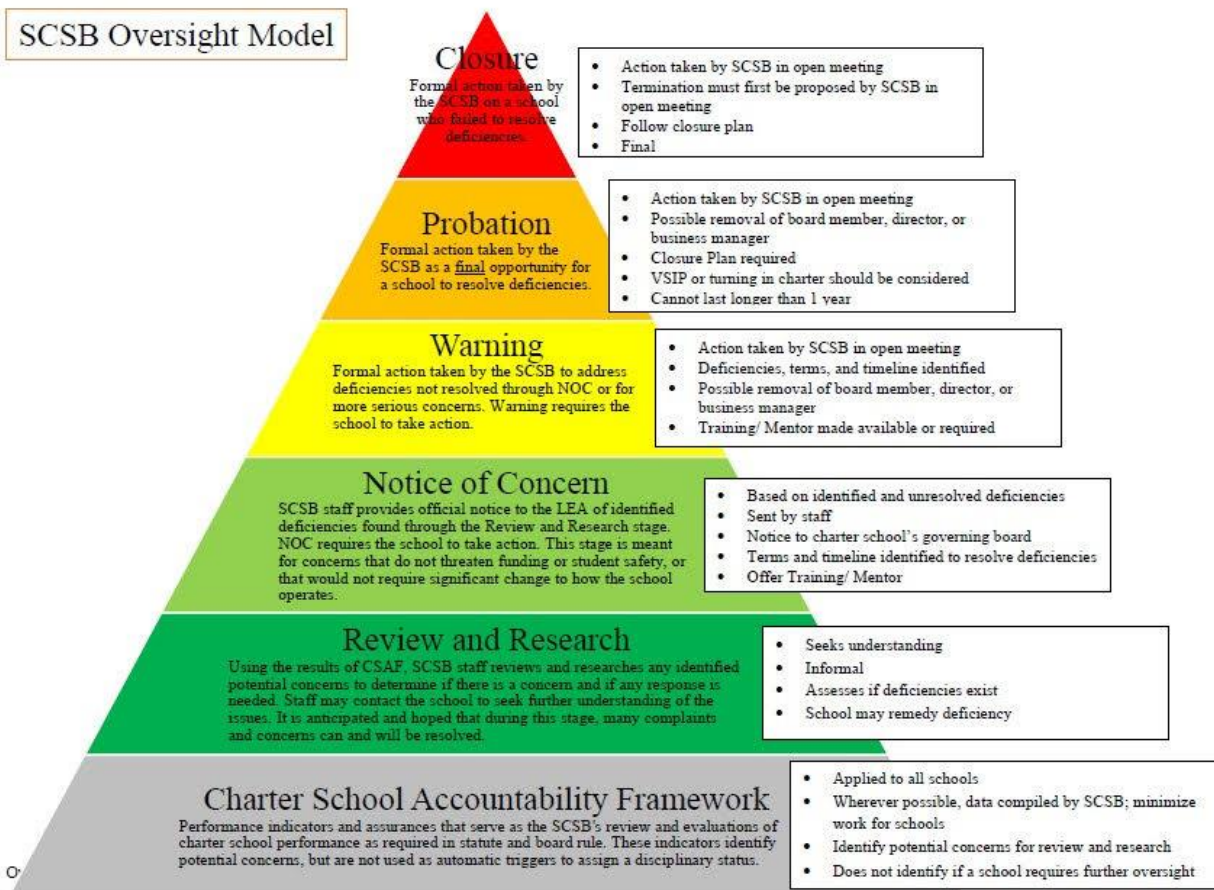 SCSB Oversight Model
Closure
Formal action taken by
the SCSB on a school
who failed to resolve
deficiencies.
• Action taken by SCSB in open meeting
• Termination must first be proposed by SCSB in
open meeting
• Follow closure plan
• Final
Probation
Formal action taken by the
SCSB as a final opportunity for
a school to resolve deficiencies.
• Action taken by SCSB in open meeting
• Possible removal of board member, director, or
business manager
• Closure Plan required
• VSIP or turning in charter should be considered
• Cannot last longer than 1 year
Warning
Formal action taken by the SCSB to address
deficiencies not resolved through NOC or for
more serious concerns. Warning requires the
school to take action.
• Action taken by SCSB in open meeting
• Deficiencies, terms, and timeline identified
• Possible removal of board member, director, or
business manager
• Training/ Mentor made available or required
Notice of Concern
SCSB staff provides official notice to the LEA of identified
deficiencies found through the Review and Research stage.
NOC requires the school to take action. This stage is meant
for concerns that do not threaten funding or student safety, or
that would not require significant change to how the school
operates.
• Based on identified and unresolved deficiencies
• Sent by staff
• Notice to charter school's governing board
• Terms and timeline identified to resolve deficiencies
• Offer Training/ Mentor
Review and Research
Using the results of CSAF, SCSB staff reviews and researches any identified
potential concerns to determine if there is a concern and if any response is
needed. Staff may contact the school to seek further understanding of the
issues. It is anticipated and hoped that during this stage, many complaints
and concerns can and will be resolved.
• Seeks understanding
• Informal
• Assesses if deficiencies exist
• School may remedy deficiency
Charter School Accountability Framework
Performance indicators and assurances that serve as the SCSB's review and evaluations of
charter school performance as required in statute and board rule. These indicators identify
potential concerns, but are not used as automatic triggers to assign a disciplinary status.
• Applied to all schools
• Wherever possible, data compiled by SCSB; minimize
work for schools
• Identify potential concerns for review and research
• Does not identify if a school requires further oversight